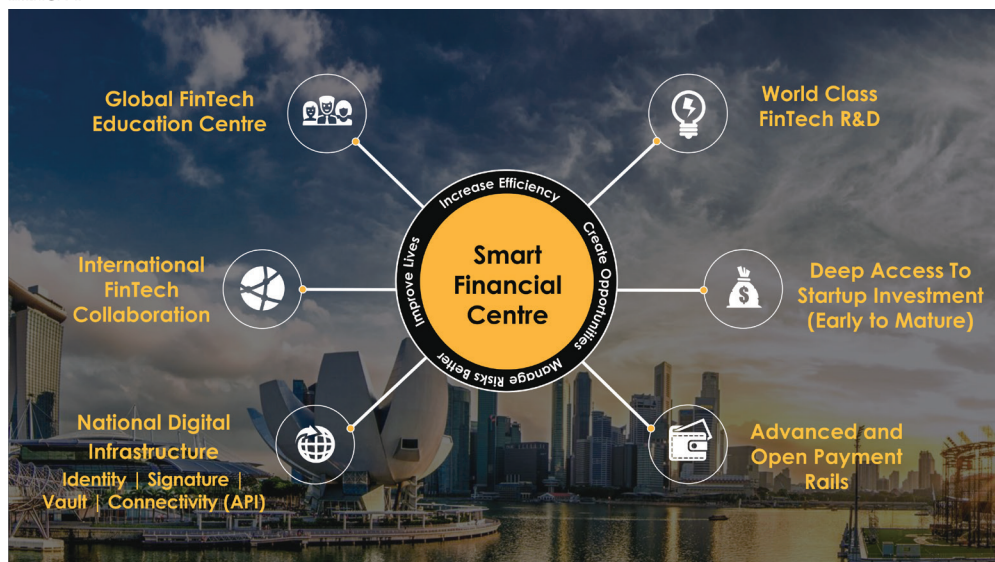 Global FinTech
Education Centre
World Class
FinTech R&D
Increase Efficiency
Create Opportunities
Manage Risks Better
Improve Lives
Smart
Financial
Centre
International
FinTech
Collaboration
Deep Access To
Startup Investment
(Early to Mature)
National Digital
Infrastructure
Identity | Signature |
Vault | Connectivity (API)
Advanced and
Open Payment
Rails
$